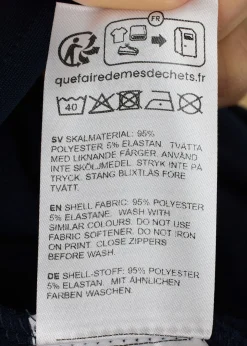 FR
quefairedemesdechets.fr
40
SV SKALMATERIAL: 95%
POLYESTER 5% ELASTAN. TVÄTTA
MED LIKNANDE FÄRGER. ANVÄND
INTE SKÖLJMEDEL. STRYK INTE PÅ
TRYCK. STÄNG BLIXTLÅS FÖRE
TVÄTT.
EN SHELL FABRIC: 95% POLYESTER
5% ELASTANE. WASH WITH
SIMILAR COLOURS. DO NOT USE
FABRIC SOFTENER. DO NOT IRON
ON PRINT. CLOSE ZIPPERS
BEFORE WASH.
DE SHELL-STOFF: 95% POLYESTER
5% ELASTAN. MIT ÄHNLICHEN
FARBEN WASCHEN.